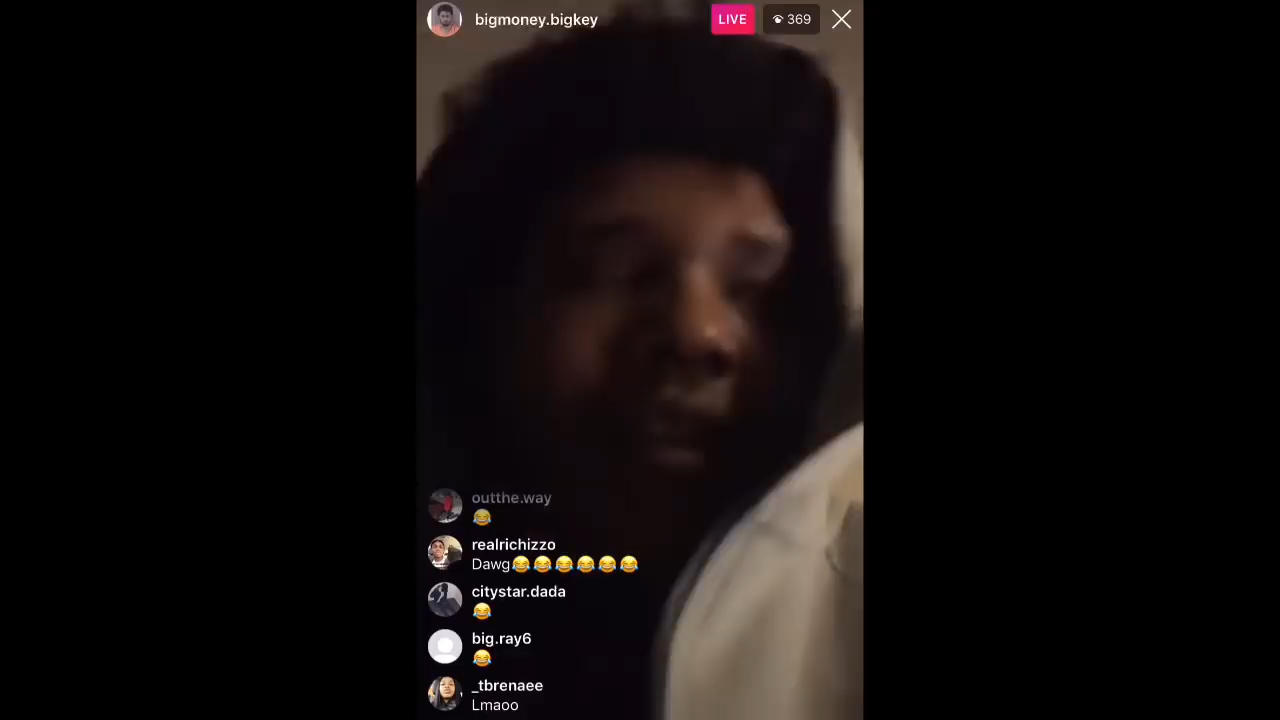 bigmoney.bigkey
LIVE
369
outthe.way
😂
realrichizzo
Dawg😂😂😂😂😂😂
citystar.dada
😂
big.ray6
😂
_tbrenaee
Lmaoo